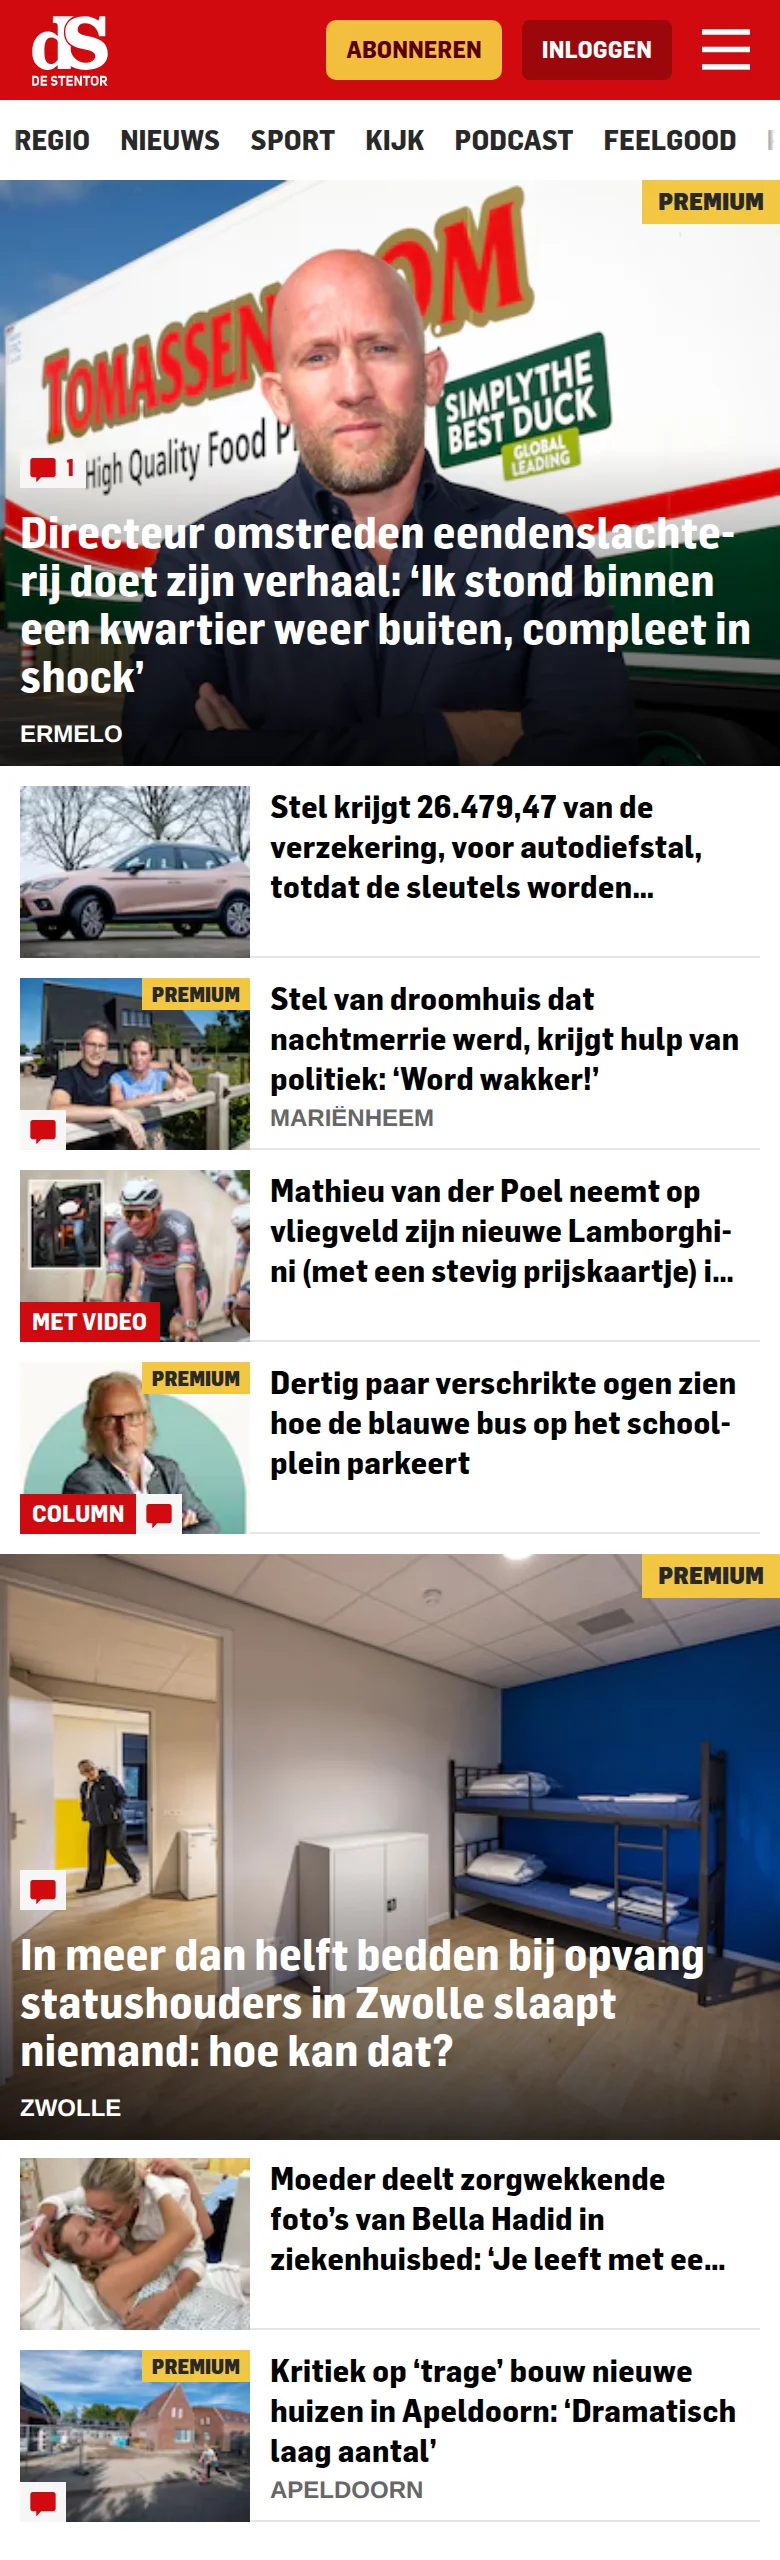 dS
DE STENTOR
ABONNEREN
INLOGGEN
REGIO NIEUWS SPORT KIJK PODCAST FEELGOOD
PREMIUM
TOMASSEN
OM
SIMPLY THE
BEST DUCK
GLOBAL
LEADING
1
High Quality Food
Directeur omstreden eendenslachte-
rij doet zijn verhaal: ‘Ik stond binnen
een kwartier weer buiten, compleet in
shock’
ERMELO
Stel krijgt 26.479,47 van de
verzekering, voor autodiefstal,
totdat de sleutels worden...
PREMIUM
Stel van droomhuis dat
nachtmerrie werd, krijgt hulp van
politiek: ‘Word wakker!’
MARIËNHEEM
Mathieu van der Poel neemt op
vliegveld zijn nieuwe Lamborghi-
ni (met een stevig prijskaartje) i...
MET VIDEO
PREMIUM
Dertig paar verschrikte ogen zien
hoe de blauwe bus op het school-
plein parkeert
COLUMN
PREMIUM
In meer dan helft bedden bij opvang
statushouders in Zwolle slaapt
niemand: hoe kan dat?
ZWOLLE
Moeder deelt zorgwekkende
foto’s van Bella Hadid in
ziekenhuisbed: ‘Je leeft met ee...
PREMIUM
Kritiek op ‘trage’ bouw nieuwe
huizen in Apeldoorn: ‘Dramatisch
laag aantal’
APELDOORN